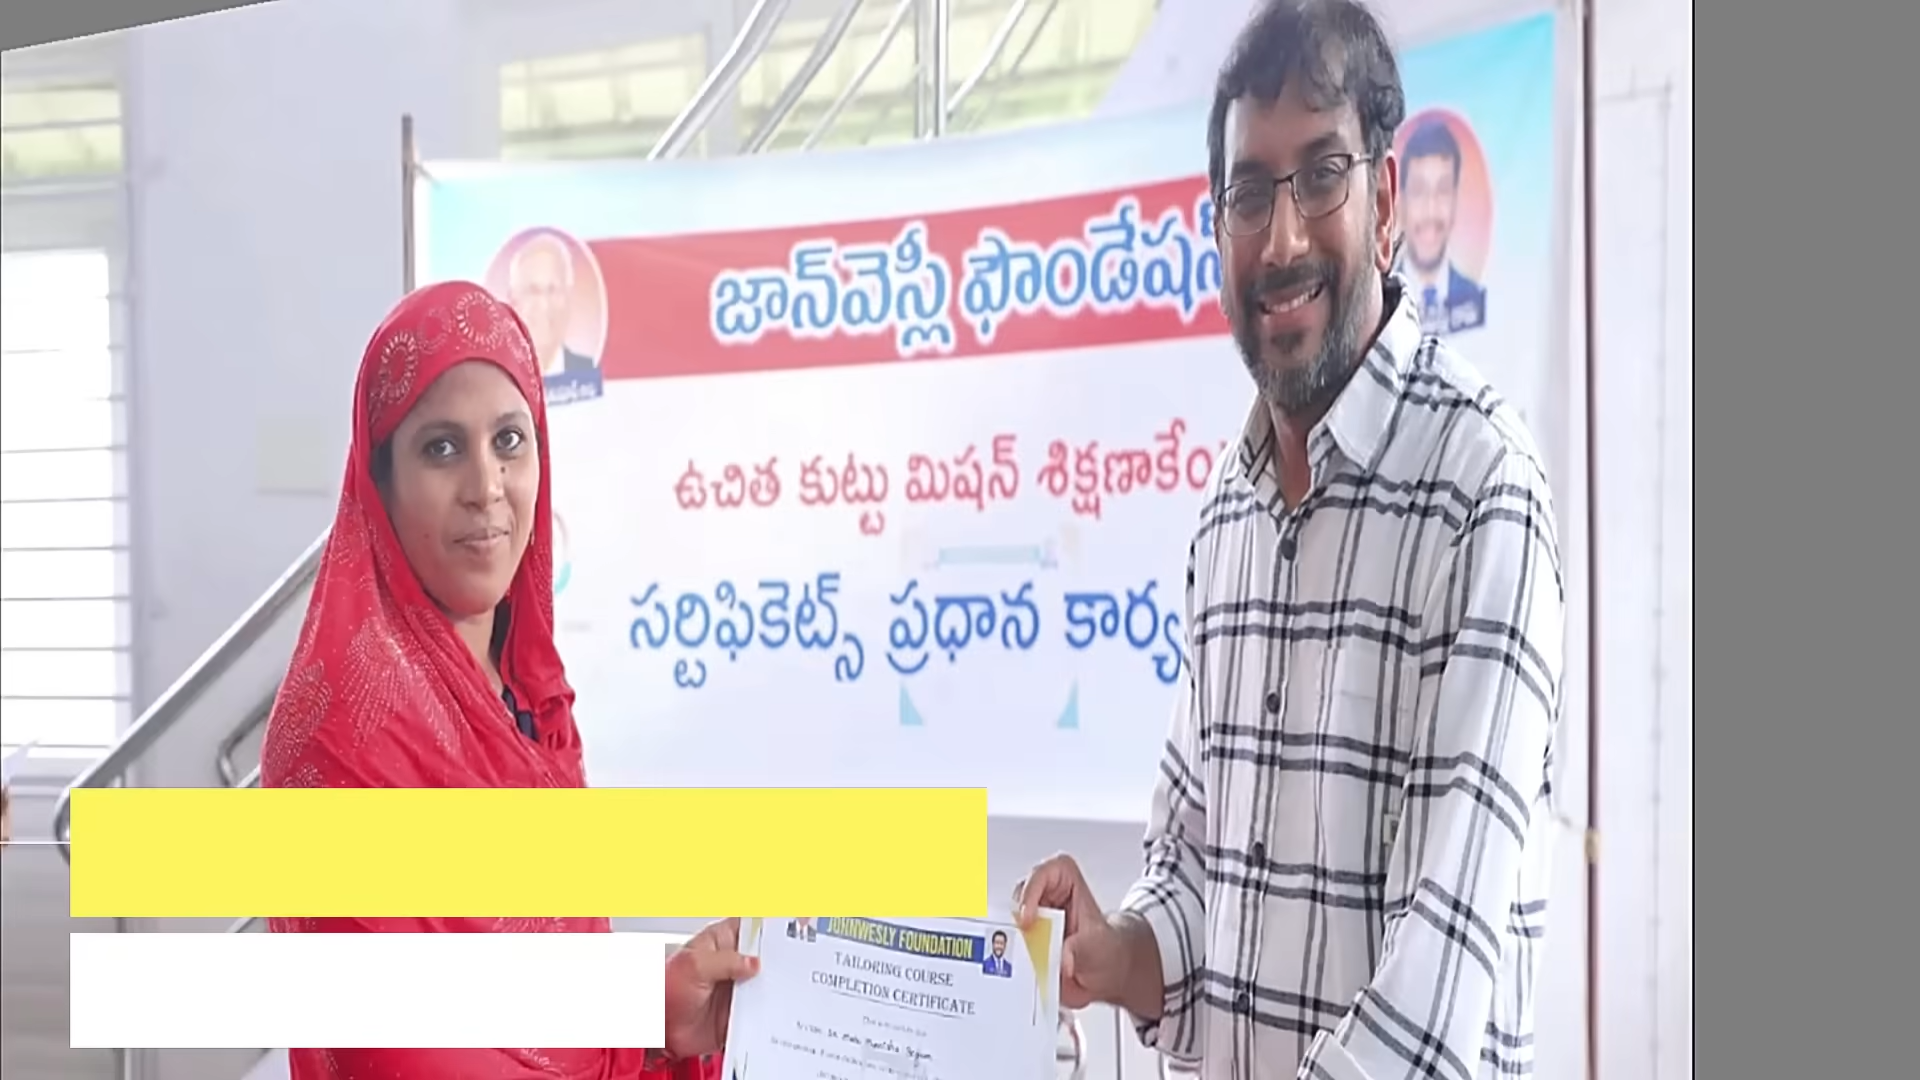 జాన్‌వెస్లీ ఫౌండేషన్
ఉచిత కుట్టు మిషన్ శిక్షణాకేం
సర్టిఫికెట్స్ ప్రధాన కార్య
JOHNWESLY FOUNDATION
TAILORING COURSE
COMPLETION CERTIFICATE